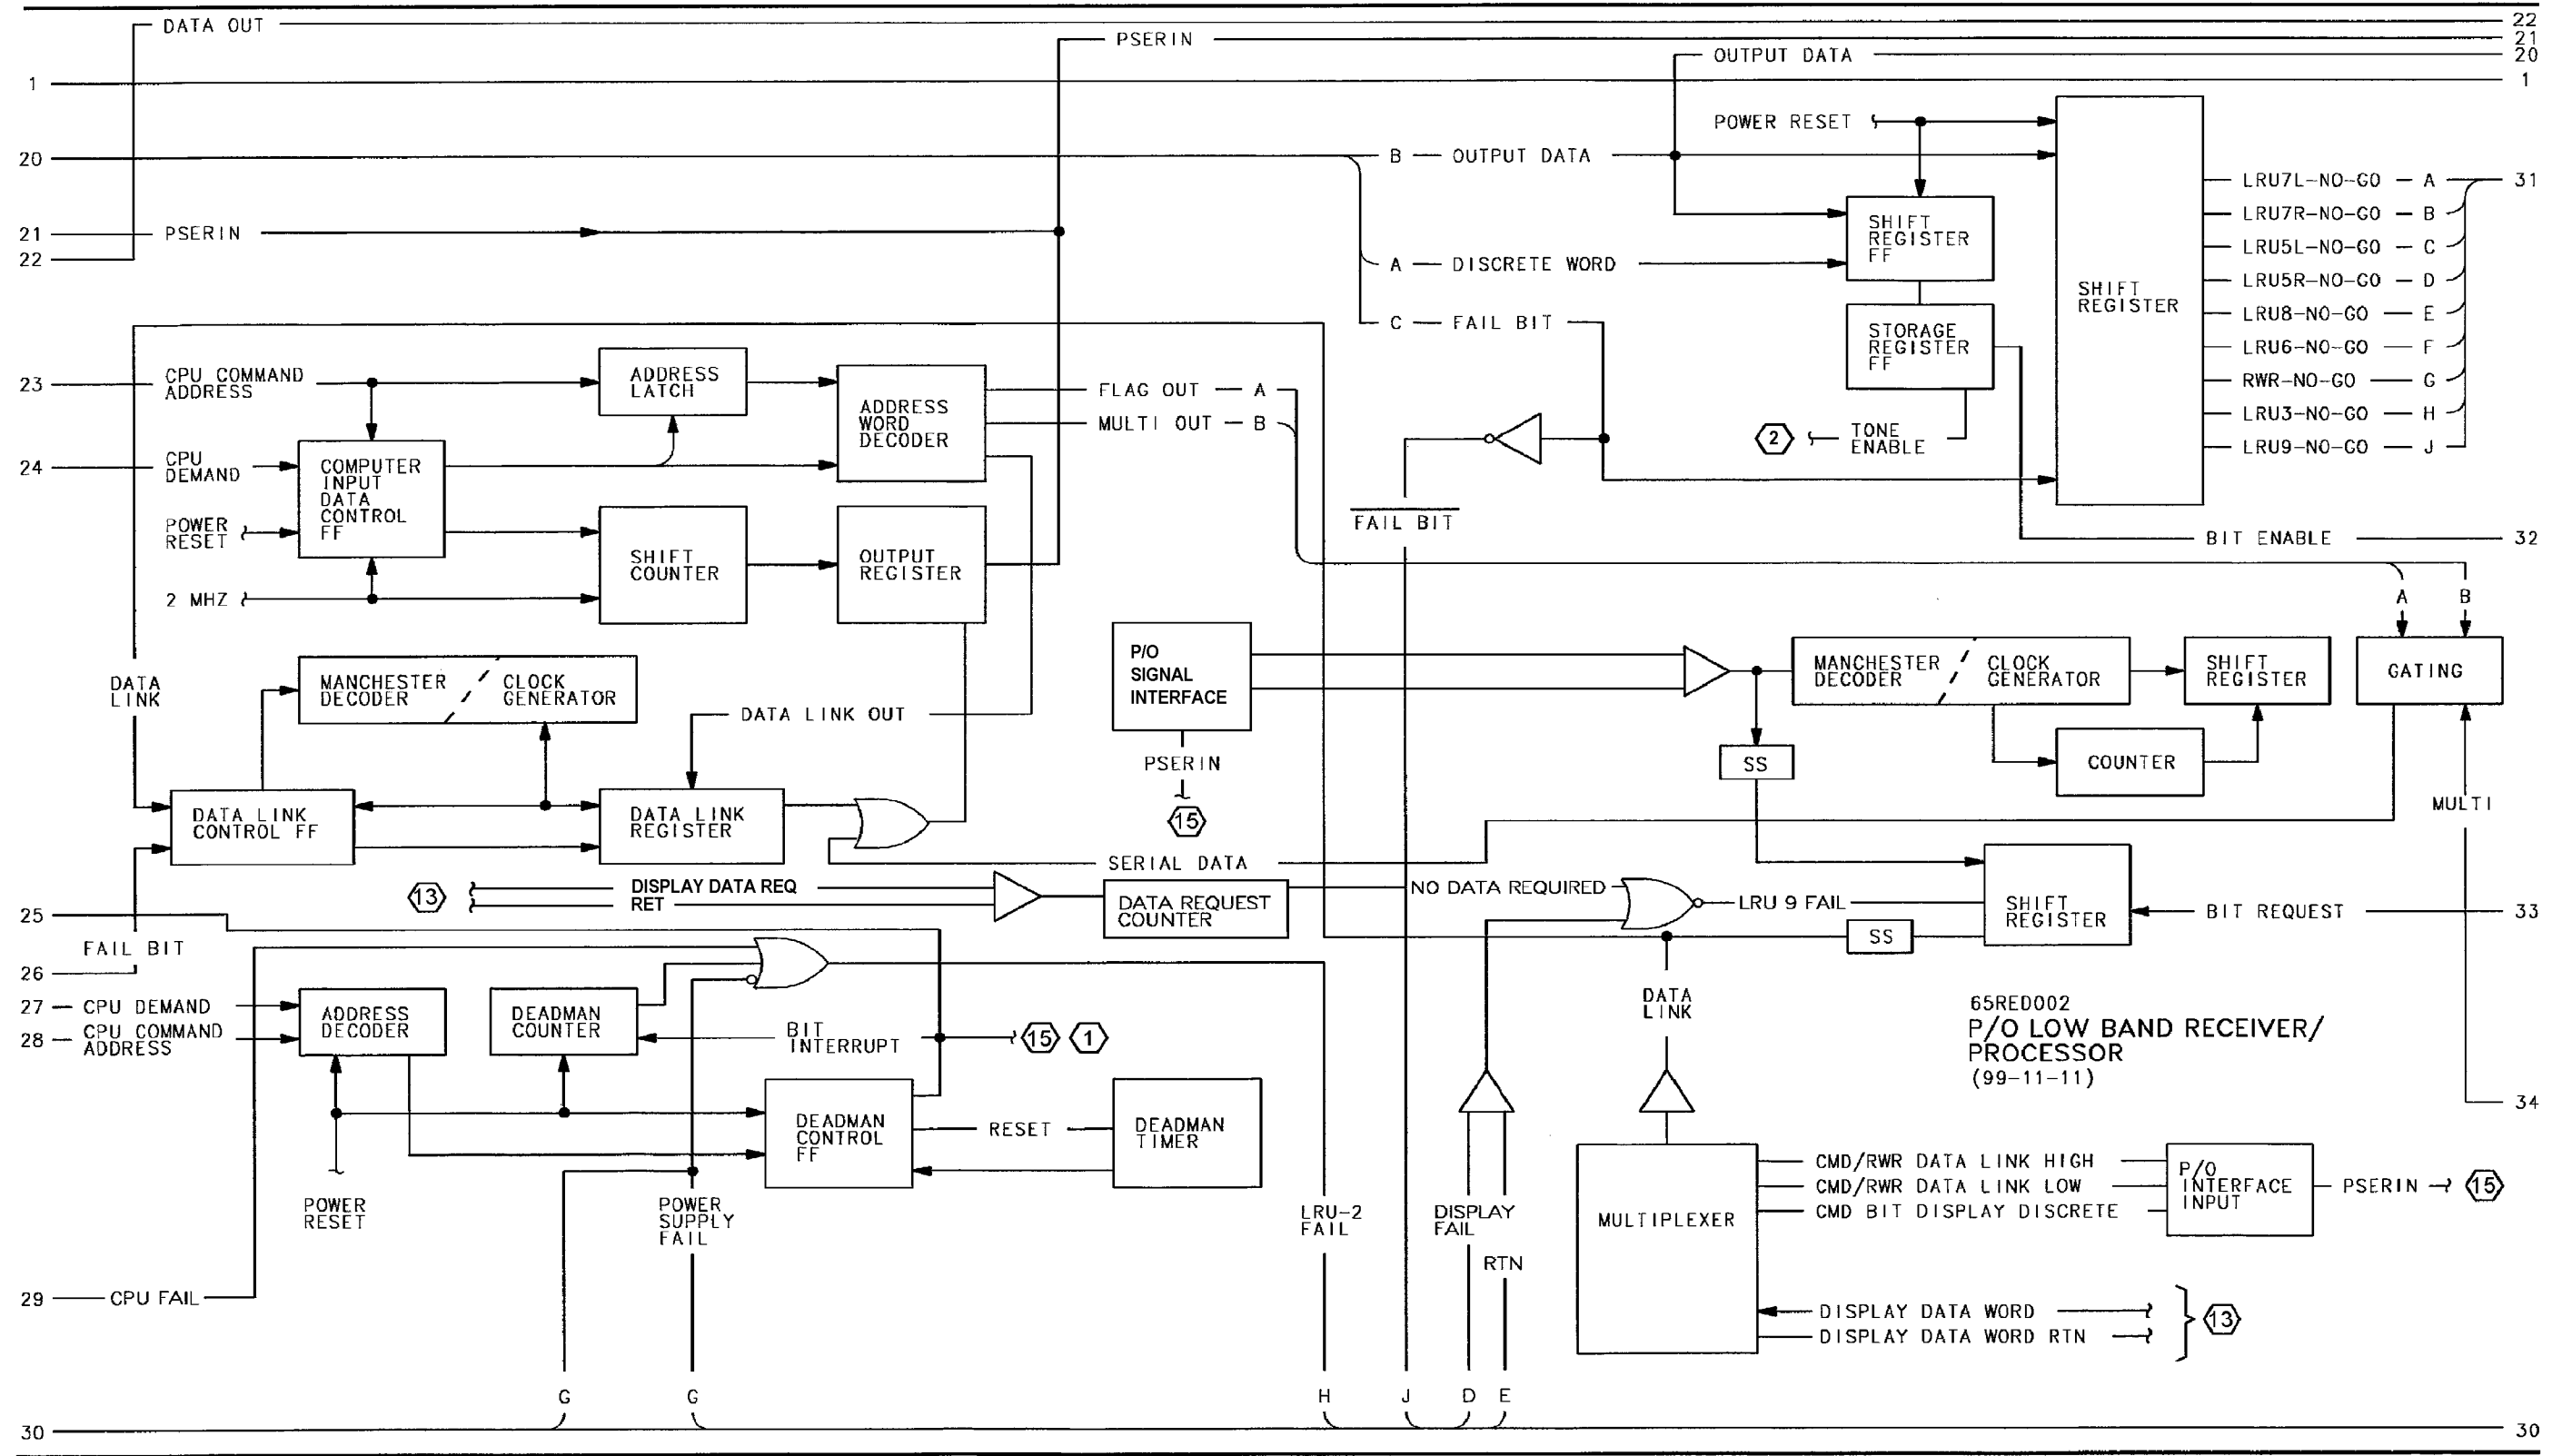 DATA OUT
22
PSERIN
21
OUTPUT DATA
20
1
1
POWER RESET
20
B — OUTPUT DATA
LRU7L-NO-GO — A
31
LRU7R-NO-GO — B
21
PSERIN
SHIFT
REGISTER
FF
LRU5L-NO-GO — C
22
A — DISCRETE WORD
LRU5R-NO-GO — D
SHIFT
REGISTER
LRU8-NO-GO — E
C — FAIL BIT
STORAGE
REGISTER
FF
LRU6-NO-GO — F
23
CPU COMMAND
ADDRESS
ADDRESS
LATCH
ADDRESS
WORD
DECODER
FLAG OUT — A
RWR-NO-GO — G
MULTI OUT — B
LRU3-NO-GO — H
2
TONE
ENABLE
LRU9-NO-GO — J
24
CPU
DEMAND
COMPUTER
INPUT
DATA
CONTROL
FF
FAIL BIT
POWER
RESET
SHIFT
COUNTER
OUTPUT
REGISTER
BIT ENABLE
32
2 MHZ
A
B
P/O
SIGNAL
INTERFACE
MANCHESTER
DECODER
CLOCK
GENERATOR
SHIFT
REGISTER
GATING
DATA
LINK
MANCHESTER
DECODER
CLOCK
GENERATOR
DATA LINK OUT
PSERIN
SS
COUNTER
15
MULTI
DATA LINK
CONTROL FF
DATA LINK
REGISTER
SERIAL DATA
13
DISPLAY DATA REQ
RET
DATA REQUEST
COUNTER
NO DATA REQUIRED
LRU 9 FAIL
SHIFT
REGISTER
BIT REQUEST
33
25
SS
FAIL BIT
26
27 — CPU DEMAND
28 — CPU COMMAND
ADDRESS
ADDRESS
DECODER
DEADMAN
COUNTER
BIT
INTERRUPT
15
1
DATA
LINK
65RED002
P/O LOW BAND RECEIVER/
PROCESSOR
(99-11-11)
34
DEADMAN
CONTROL
FF
RESET
DEADMAN
TIMER
POWER
RESET
POWER
SUPPLY
FAIL
LRU-2
FAIL
DISPLAY
FAIL
RTN
MULTIPLEXER
CMD/RWR DATA LINK HIGH
CMD/RWR DATA LINK LOW
CMD BIT DISPLAY DISCRETE
P/O
INTERFACE
INPUT
PSERIN
15
29
CPU FAIL
DISPLAY DATA WORD
DISPLAY DATA WORD RTN
13
G
G
H
J
D
E
30
30